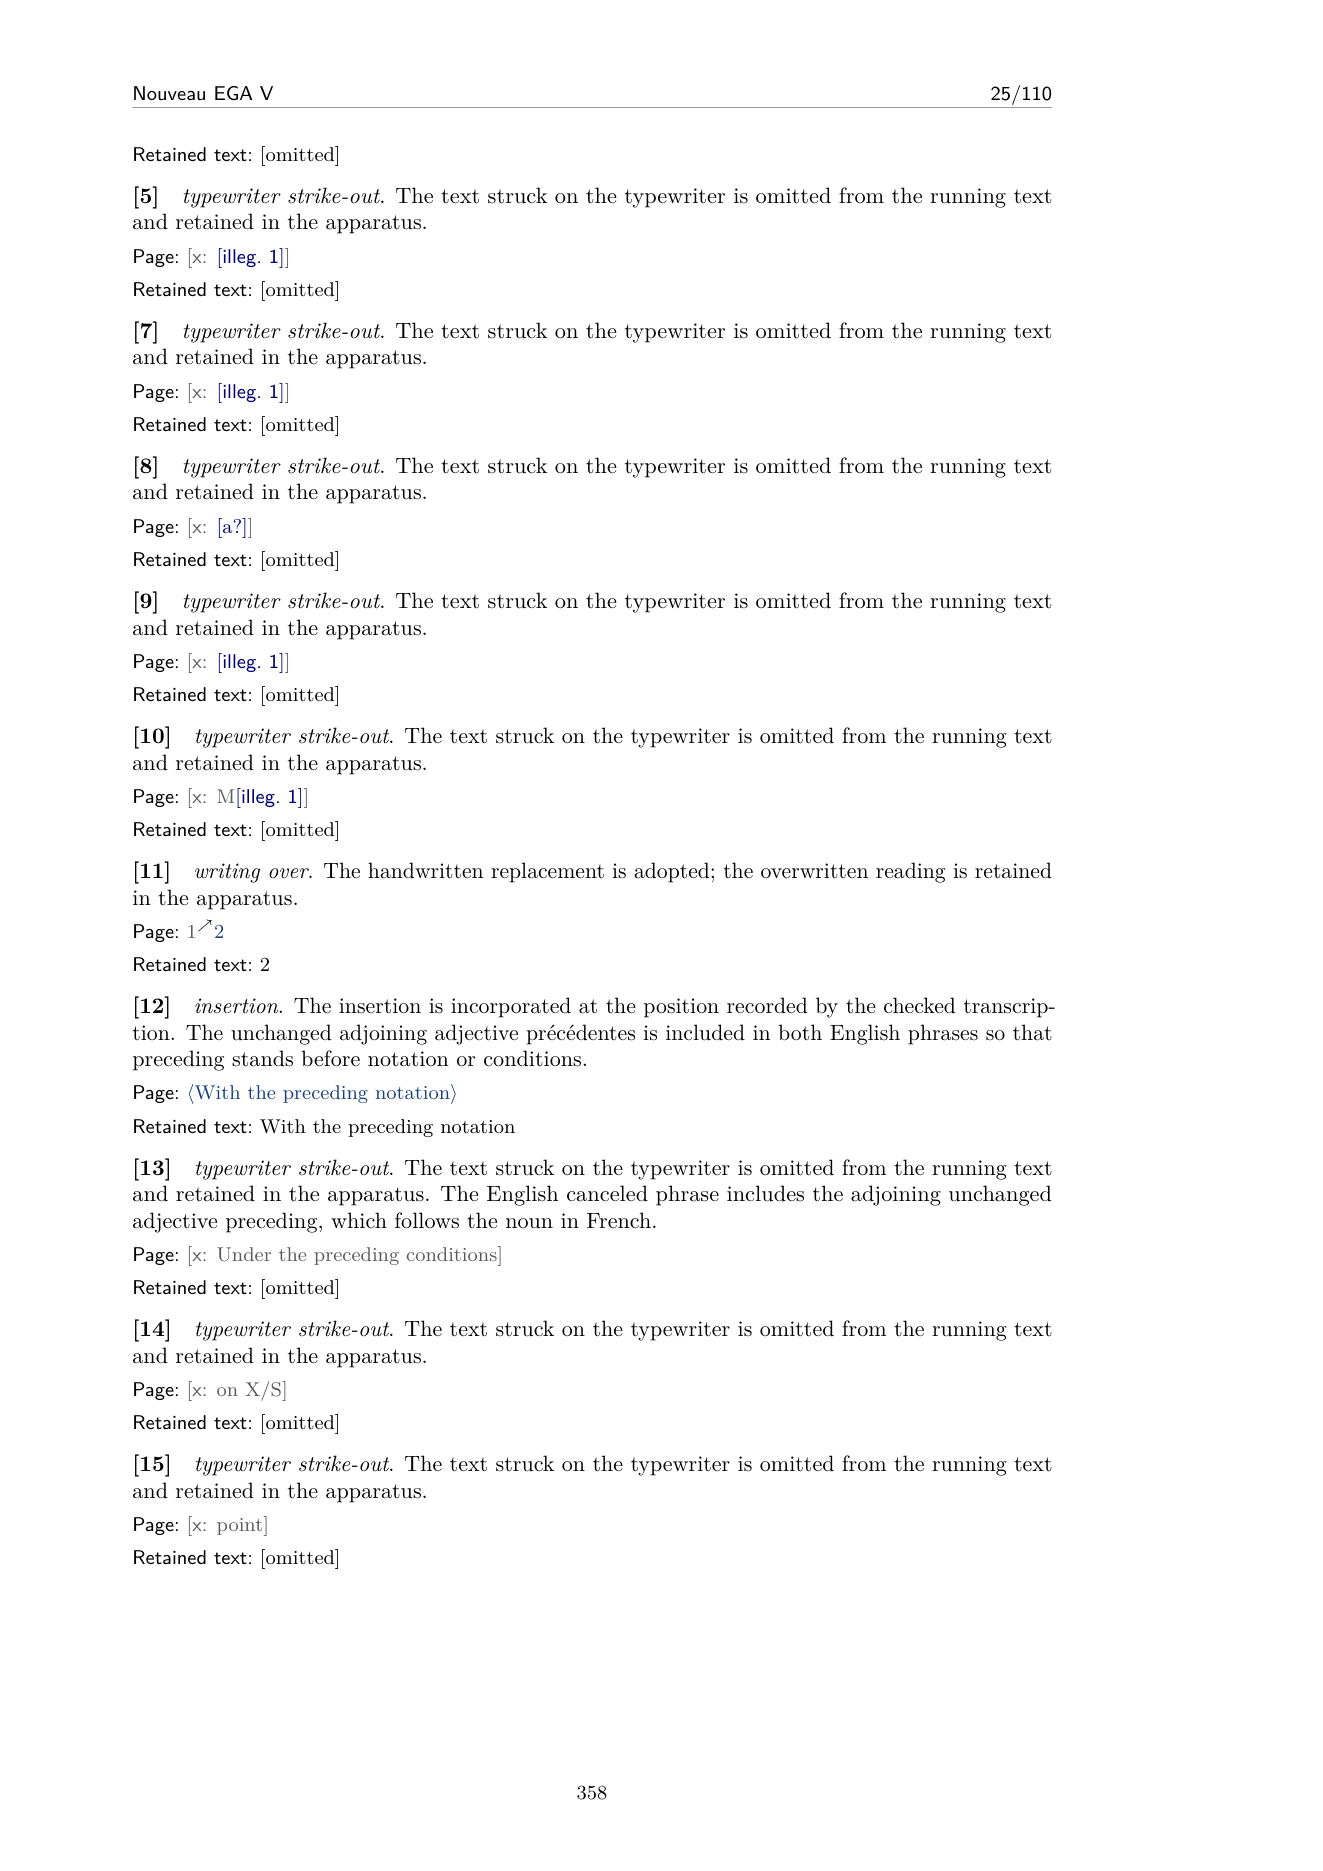 Nouveau EGA V 25/110
Retained text: [omitted]
[5] typewriter strike-out. The text struck on the typewriter is omitted from the running text
and retained in the apparatus.
Page: [x: [illeg. 1]]
Retained text: [omitted]
[7] typewriter strike-out. The text struck on the typewriter is omitted from the running text
and retained in the apparatus.
Page: [x: [illeg. 1]]
Retained text: [omitted]
[8] typewriter strike-out. The text struck on the typewriter is omitted from the running text
and retained in the apparatus.
Page: [x: [a?]]
Retained text: [omitted]
[9] typewriter strike-out. The text struck on the typewriter is omitted from the running text
and retained in the apparatus.
Page: [x: [illeg. 1]]
Retained text: [omitted]
[10] typewriter strike-out. The text struck on the typewriter is omitted from the running text
and retained in the apparatus.
Page: [x: M[illeg. 1]]
Retained text: [omitted]
[11] writing over. The handwritten replacement is adopted; the overwritten reading is retained
in the apparatus.
Page: 1↗2
Retained text: 2
[12] insertion. The insertion is incorporated at the position recorded by the checked transcrip-
tion. The unchanged adjoining adjective précédentes is included in both English phrases so that
preceding stands before notation or conditions.
Page: ⟨With the preceding notation⟩
Retained text: With the preceding notation
[13] typewriter strike-out. The text struck on the typewriter is omitted from the running text
and retained in the apparatus. The English canceled phrase includes the adjoining unchanged
adjective preceding, which follows the noun in French.
Page: [x: Under the preceding conditions]
Retained text: [omitted]
[14] typewriter strike-out. The text struck on the typewriter is omitted from the running text
and retained in the apparatus.
Page: [x: on X/S]
Retained text: [omitted]
[15] typewriter strike-out. The text struck on the typewriter is omitted from the running text
and retained in the apparatus.
Page: [x: point]
Retained text: [omitted]
358